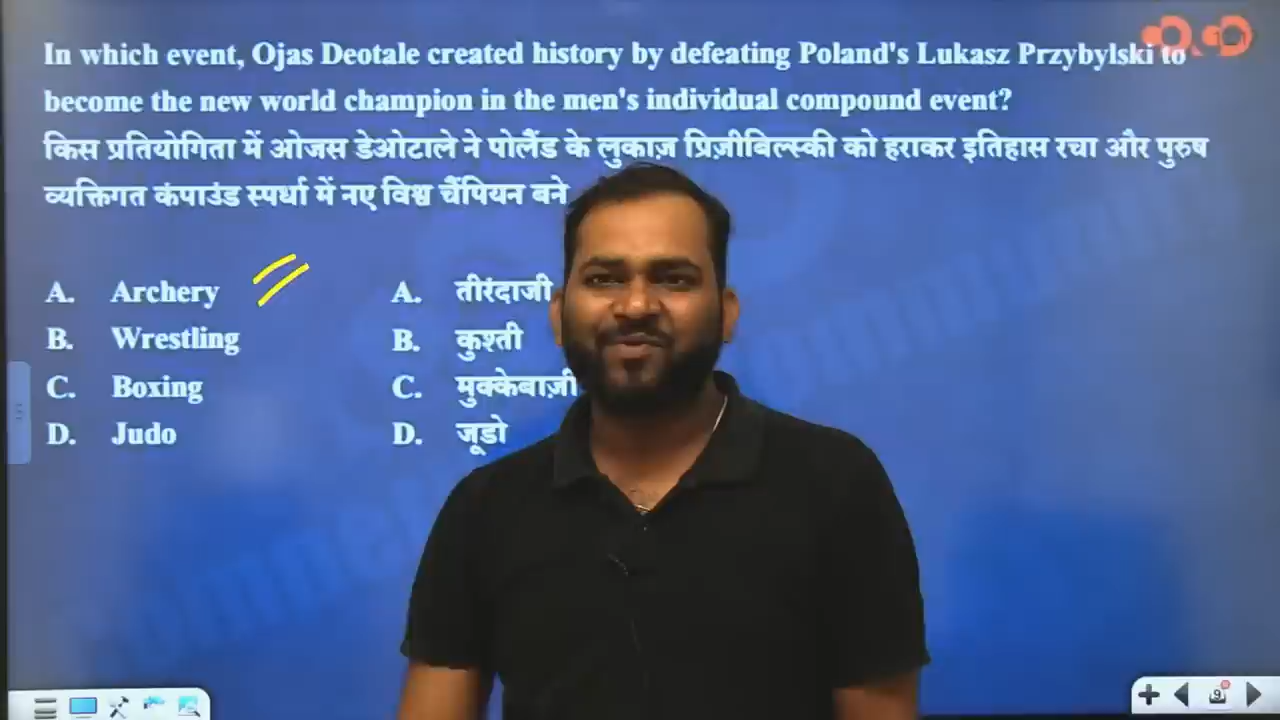 In which event, Ojas Deotale created history by defeating Poland's Lukasz Przybylski to
become the new world champion in the men's individual compound event?
किस प्रतियोगिता में ओजस डेओटाले ने पोलैंड के लुकाज़ प्रिज़ीबिल्स्की को हराकर इतिहास रचा और पुरुष
व्यक्तिगत कंपाउंड स्पर्धा में नए विश्व चैंपियन बने
A. Archery A. तीरंदाजी
B. Wrestling B. कुश्ती
C. Boxing C. मुक्केबाज़ी
D. Judo D. जूडो
9